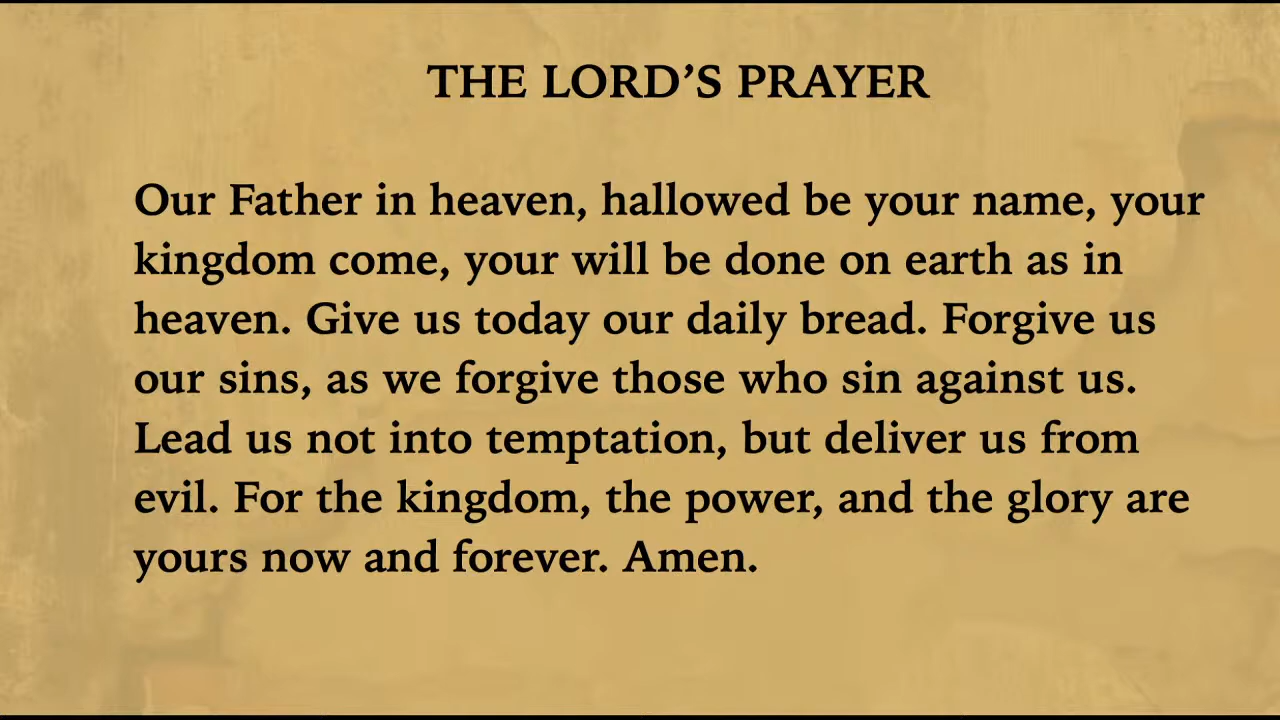 THE LORD’S PRAYER
Our Father in heaven, hallowed be your name, your
kingdom come, your will be done on earth as in
heaven. Give us today our daily bread. Forgive us
our sins, as we forgive those who sin against us.
Lead us not into temptation, but deliver us from
evil. For the kingdom, the power, and the glory are
yours now and forever. Amen.